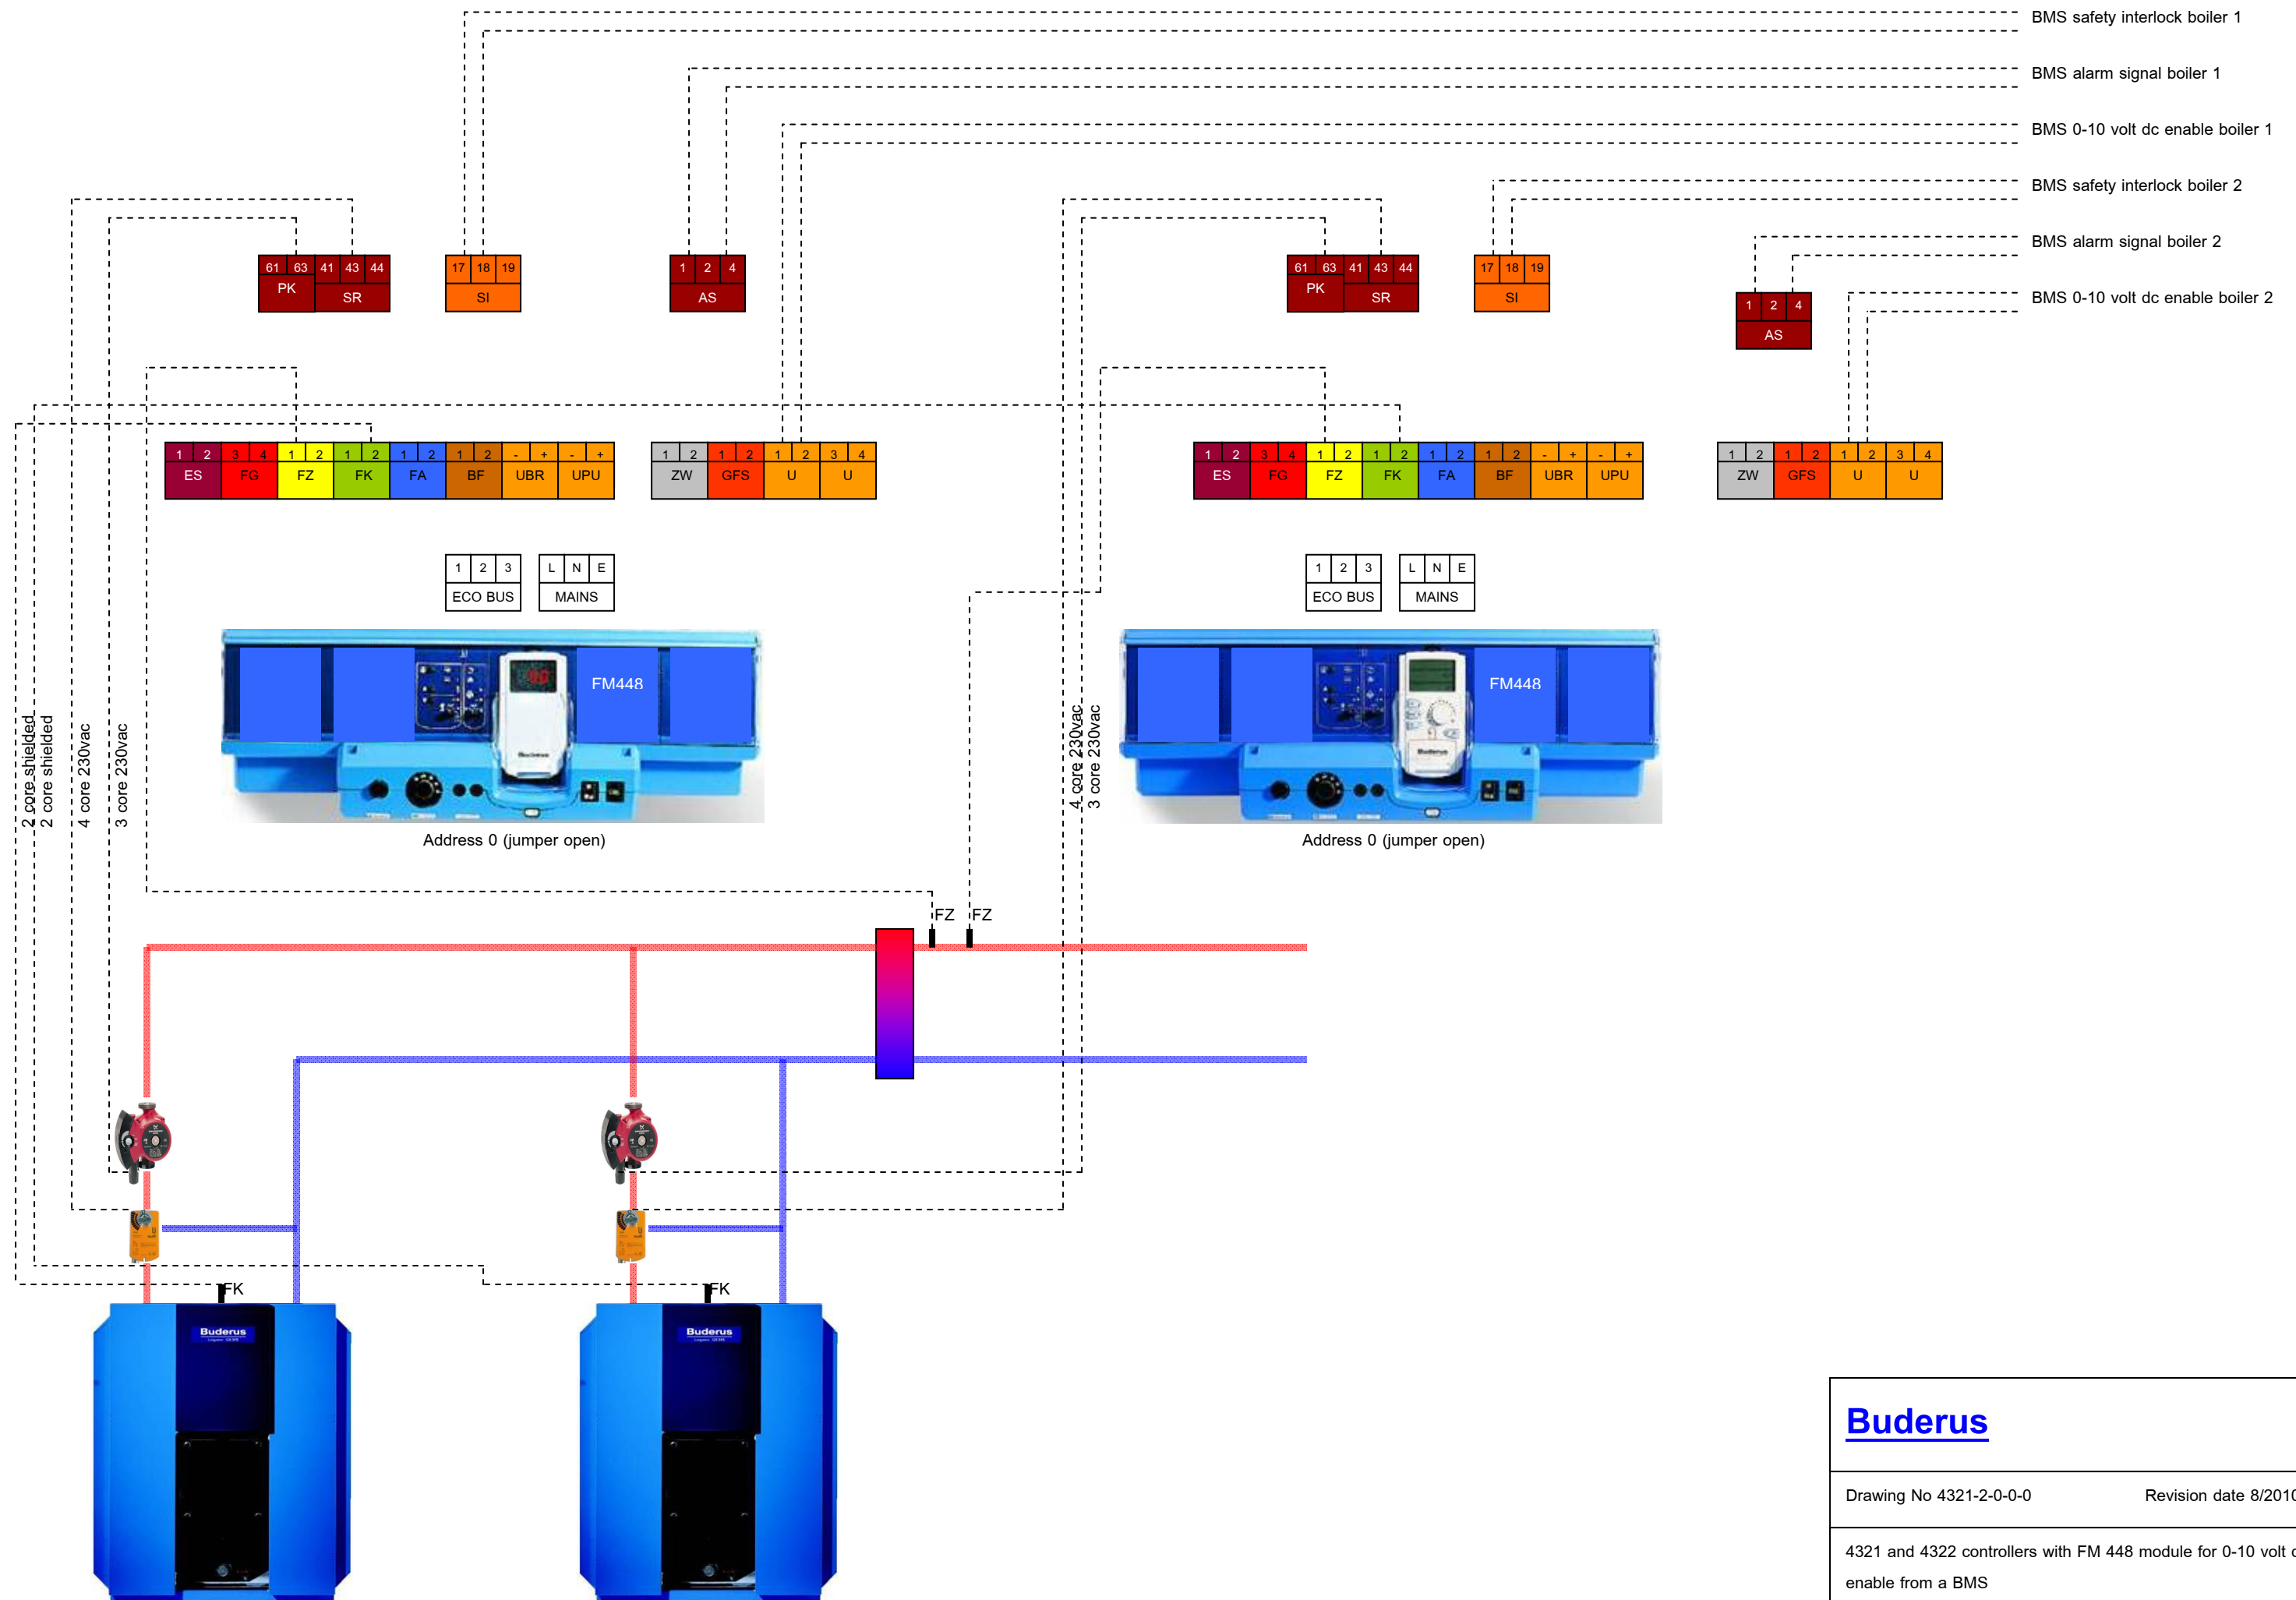 BMS safety interlock boiler 1
BMS alarm signal boiler 1
BMS 0-10 volt dc enable boiler 1
BMS safety interlock boiler 2
BMS alarm signal boiler 2
BMS 0-10 volt dc enable boiler 2
61 63 41 43 44
PK SR
17 18 19
SI
1 2 4
AS
61 63 41 43 44
PK SR
17 18 19
SI
1 2 4
AS
1 2 3 4 1 2 1 2 1 2 1 2 - + - +
ES FG FZ FK FA BF UBR UPU
1 2 1 2 1 2 3 4
ZW GFS U U
1 2 3 4 1 2 1 2 1 2 1 2 - + - +
ES FG FZ FK FA BF UBR UPU
1 2 1 2 1 2 3 4
ZW GFS U U
1 2 3
ECO BUS
L N E
MAINS
1 2 3
ECO BUS
L N E
MAINS
FM448
Buderus
FM448
Buderus
2 core shielded
2 core shielded
4 core 230vac
3 core 230vac
4 core 230vac
3 core 230vac
Address 0 (jumper open)
Address 0 (jumper open)
FZ FZ
FK
FK
Buderus
Buderus
Buderus
Drawing No 4321-2-0-0-0
Revision date 8/2010
4321 and 4322 controllers with FM 448 module for 0-10 volt
enable from a BMS